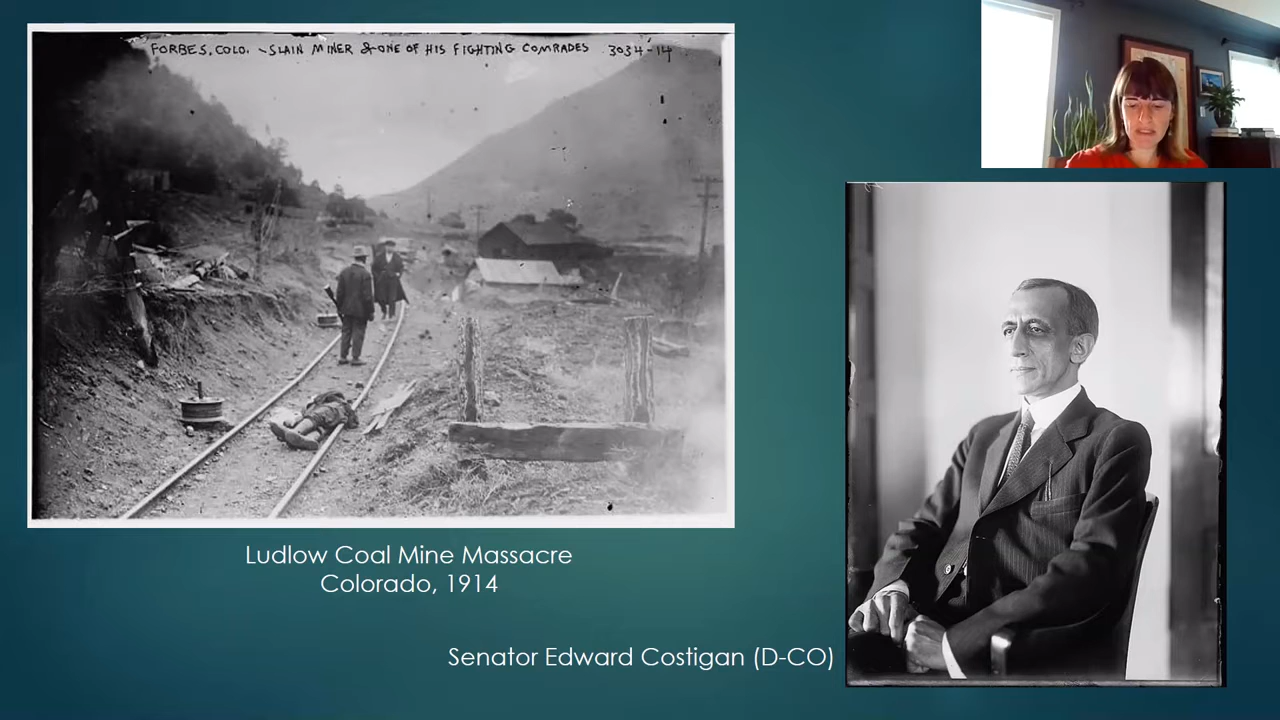 FORBES, COLO. - SLAIN MINER & ONE OF HIS FIGHTING COMRADES 3034-14
Ludlow Coal Mine Massacre
Colorado, 1914
Senator Edward Costigan (D-CO)